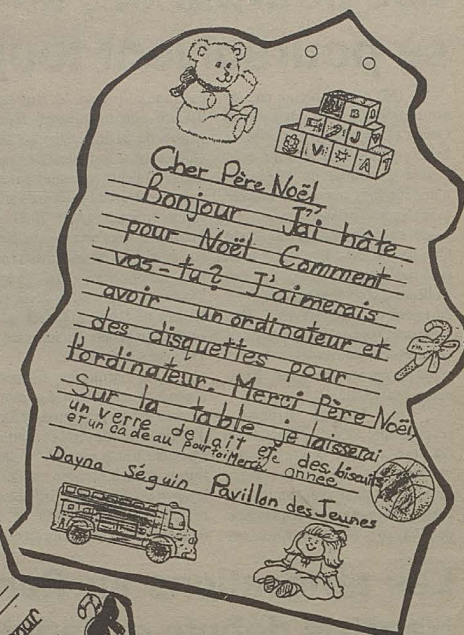 Cher Père Noël
Bonjour J'ai hâte
pour Noël Comment
vas-tu? J'aimerais
avoir un ordinateur et
des disquettes pour
l'ordinateur. Merci Père Noël,
Sur la table je laisserai
un verre de lait et des biscuits
et un cadeau pour toi Merci année
Dayna Séguin Pavillon des Jeunes